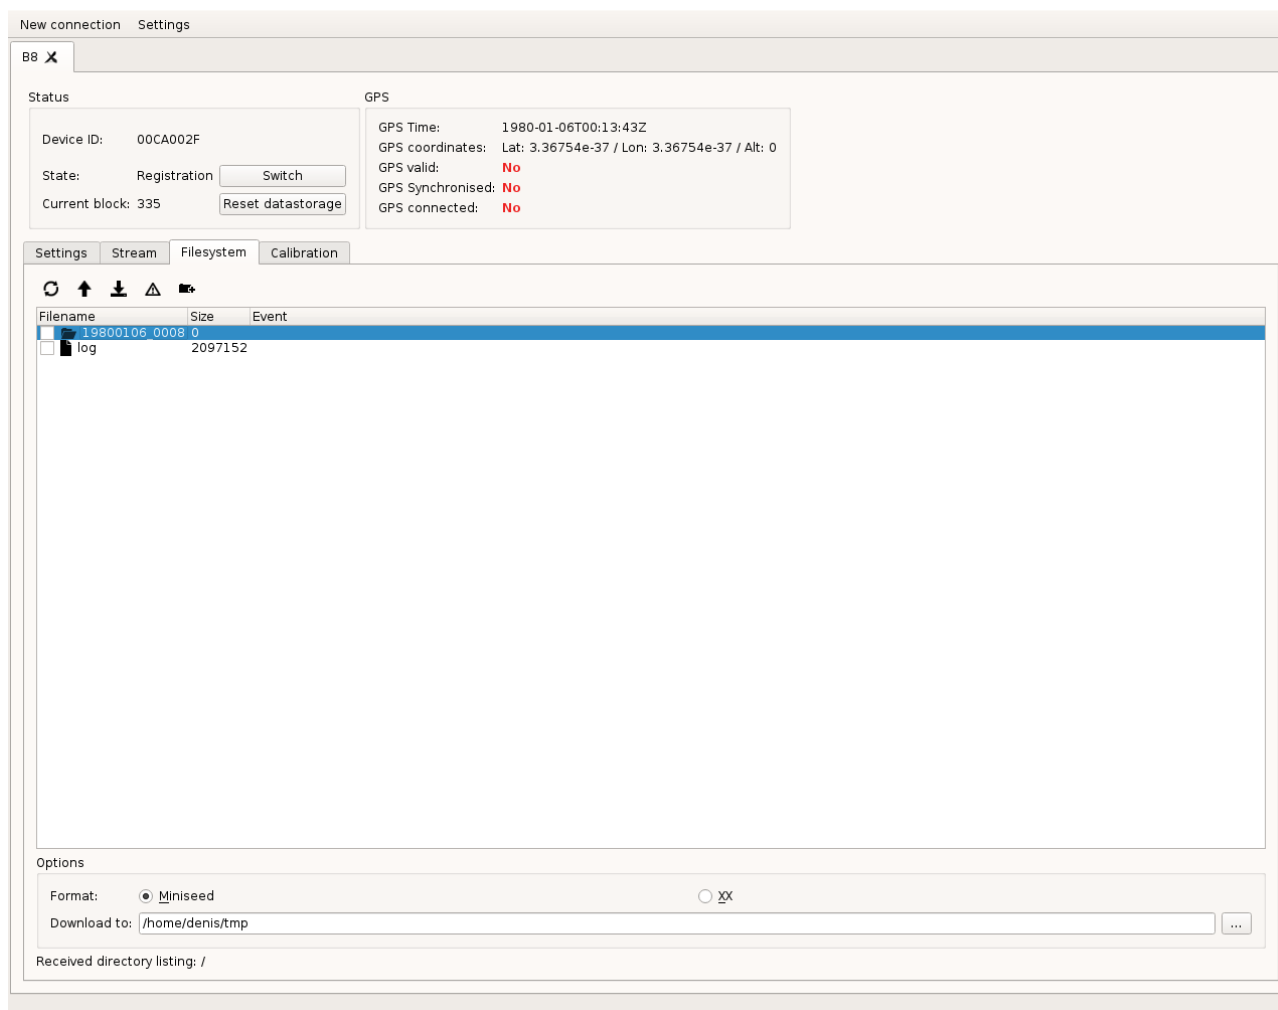 New connection Settings
B8
Status
GPS
Device ID: 00CA002F
State: Registration Switch
Current block: 335 Reset datastorage
GPS Time: 1980-01-06T00:13:43Z
GPS coordinates: Lat: 3.36754e-37 / Lon: 3.36754e-37 / Alt: 0
GPS valid: No
GPS Synchronised: No
GPS connected: No
Settings Stream Filesystem Calibration
Filename Size Event
19800106_0008 0
log 2097152
Options
Format: Miniseed XX
Download to: /home/denis/tmp ...
Received directory listing: /